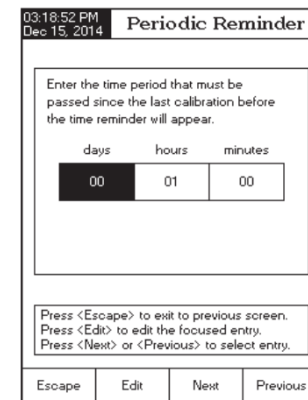 03:18:52 PM
Dec 15, 2014
Periodic Reminder
Enter the time period that must be
passed since the last calibration before
the time reminder will appear.
days hours minutes
00 01 00
Press <Escape> to exit to previous screen.
Press <Edit> to edit the focused entry.
Press <Next> or <Previous> to select entry.
Escape Edit Next Previous